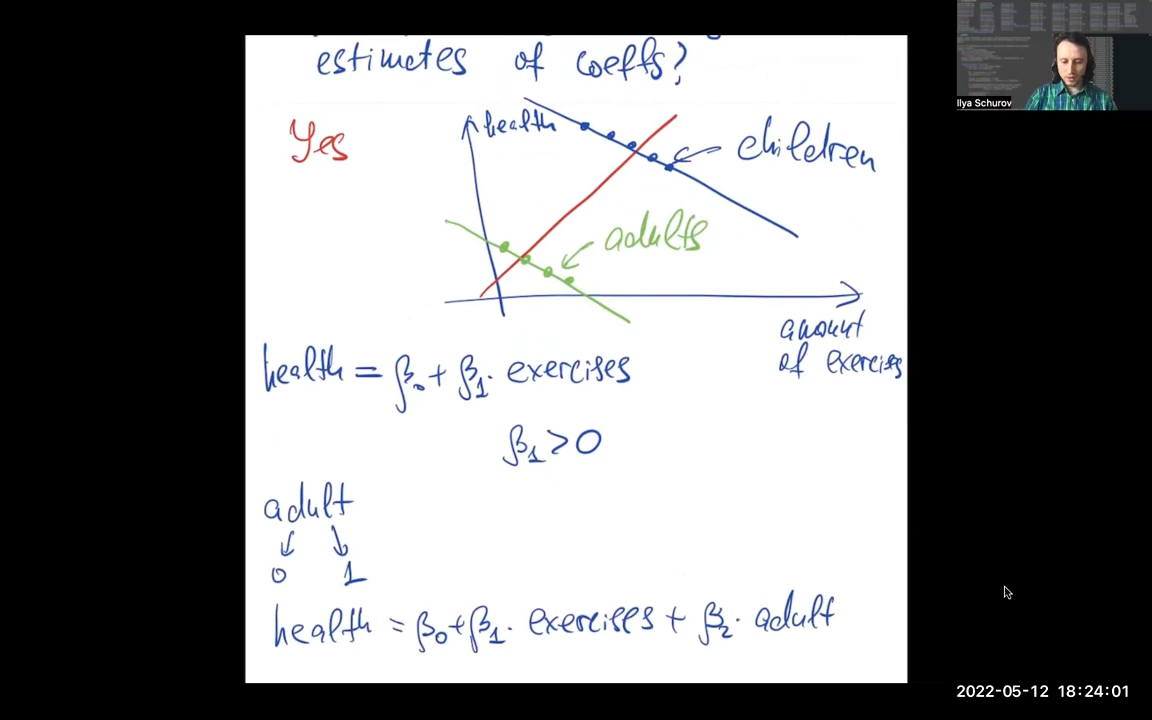 estimates of coeffs?
Yes
health
children
adults
amount
of exercises
health = β₀ + β₁· exercises
β₁ > 0
adult
0 1
health = β₀ + β₁· exercises + β₂· adult
Ilya Schurov
2022-05-12 18:24:01